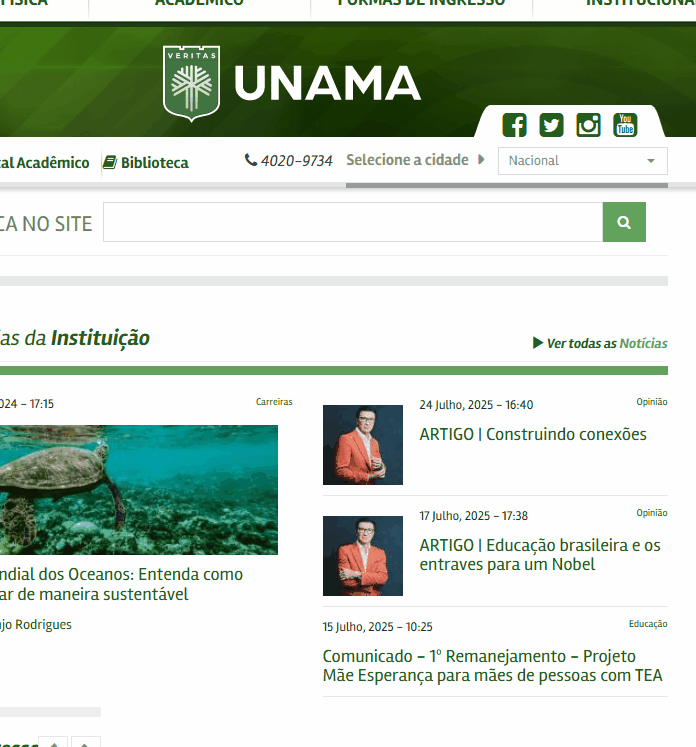 FÍSICA
ACADÊMICO
FORMAS DE INGRESSO
INSTITUCIONAL
VERITAS
UNAMA
You
Tube
tal Acadêmico
Biblioteca
4020-9734
Selecione a cidade
Nacional
CA NO SITE
ias da Instituição
Ver todas as Notícias
024 - 17:15
Carreiras
24 Julho, 2025 - 16:40
Opinião
ARTIGO | Construindo conexões
17 Julho, 2025 - 17:38
Opinião
ARTIGO | Educação brasileira e os
entraves para um Nobel
ndial dos Oceanos: Entenda como
ar de maneira sustentável
újo Rodrigues
15 Julho, 2025 - 10:25
Educação
Comunicado – 1º Remanejamento – Projeto
Mãe Esperança para mães de pessoas com TEA